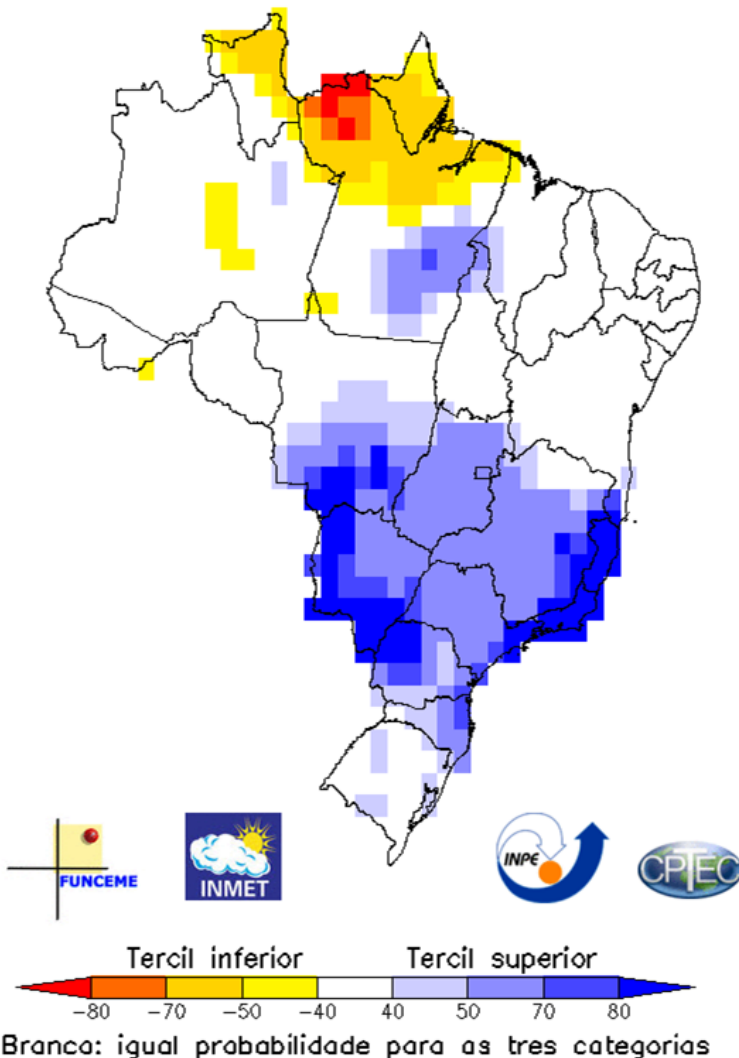 FUNCEME
INMET
INPE
CPTEC
Tercil inferior Tercil superior
-80 -70 -50 -40 40 50 70 80
Branca: igual probabilidade para as tres categorias